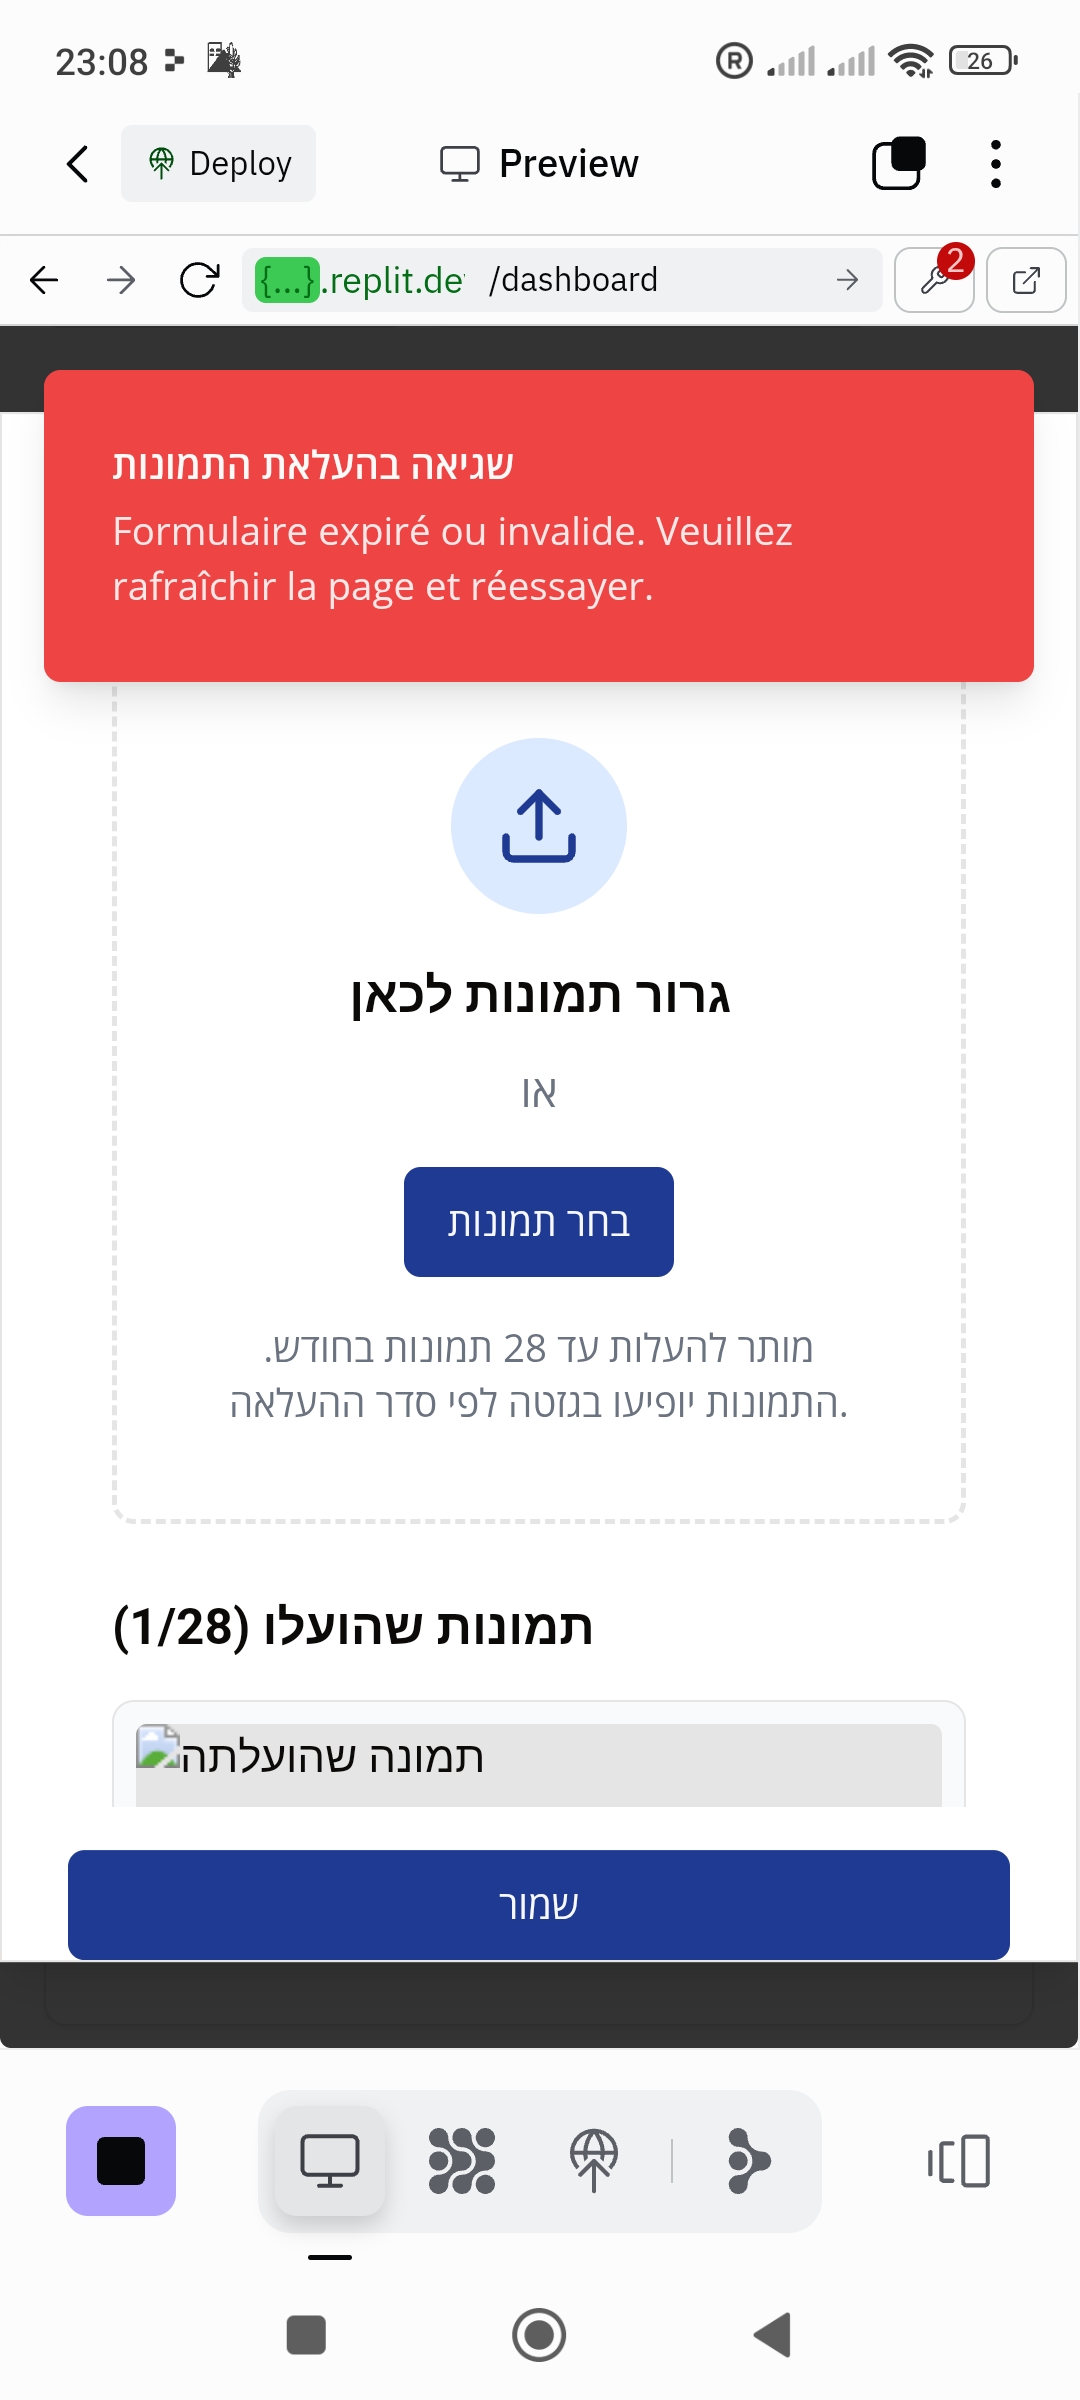 23:08
26
Deploy
Preview
{...}.replit.de
/dashboard
2
שגיאה בהעלאת התמונות
Formulaire expiré ou invalide. Veuillez
rafraîchir la page et réessayer.
גרור תמונות לכאן
או
בחר תמונות
מותר להעלות עד 28 תמונות בחודש.
התמונות יופיעו בגזטה לפי סדר ההעלאה.
תמונות שהועלו (1/28)
תמונה שהועלתה
שמור